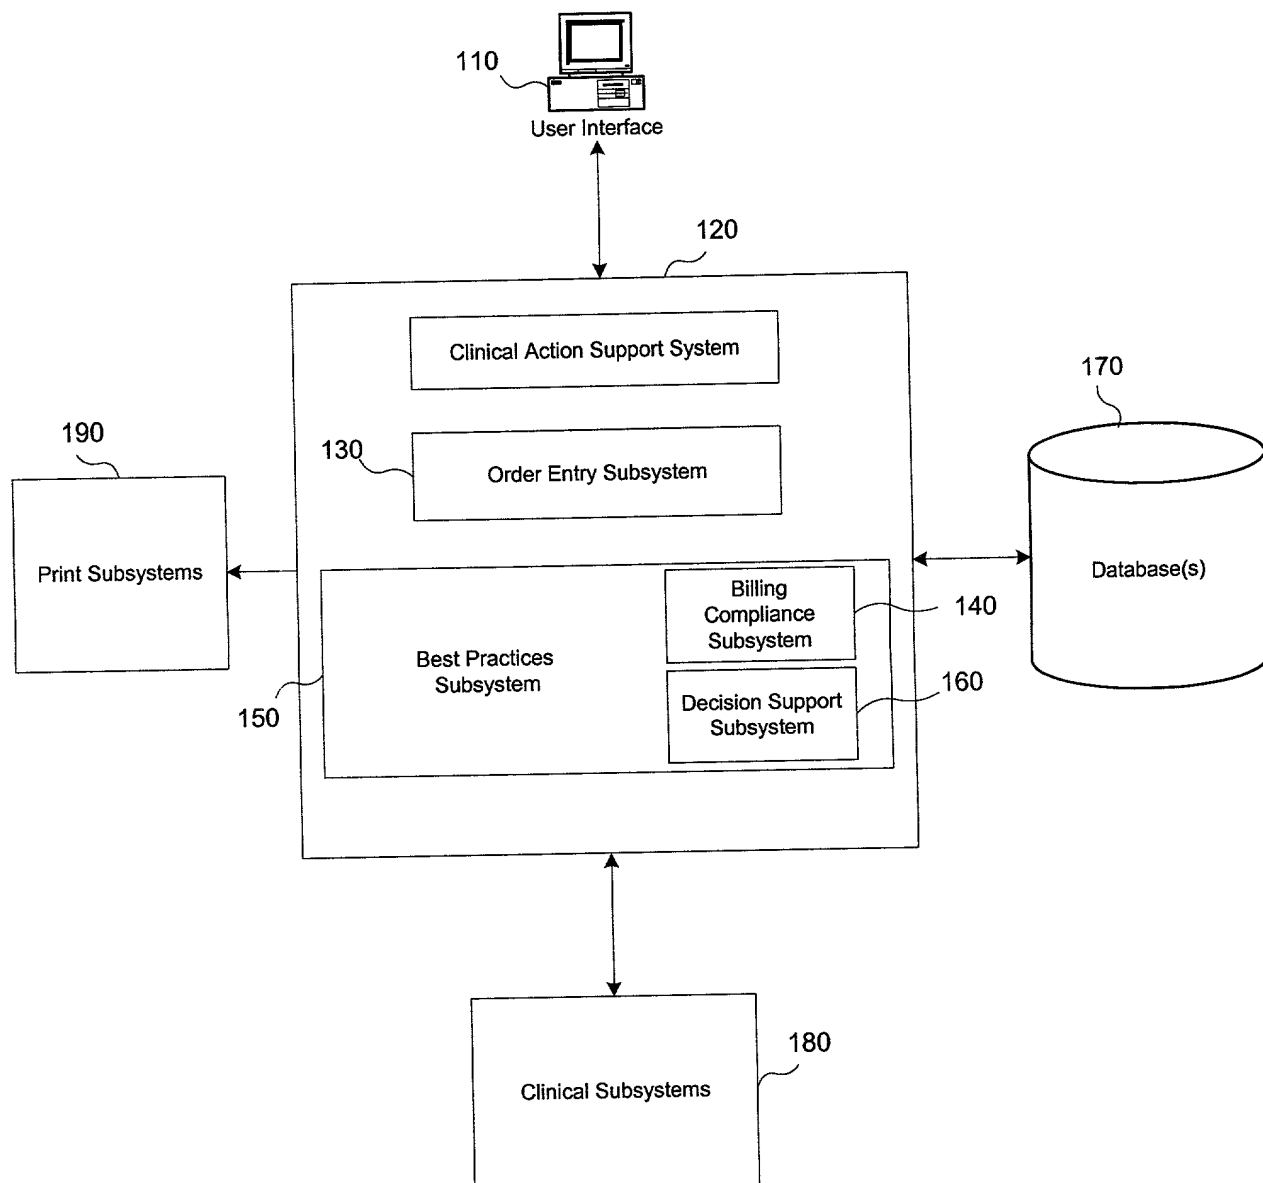 110
User Interface
120
Clinical Action Support System
170
190
130
Order Entry Subsystem
Print Subsystems
Database(s)
Billing
Compliance
Subsystem
140
Best Practices
Subsystem
150
160
Decision Support
Subsystem
180
Clinical Subsystems